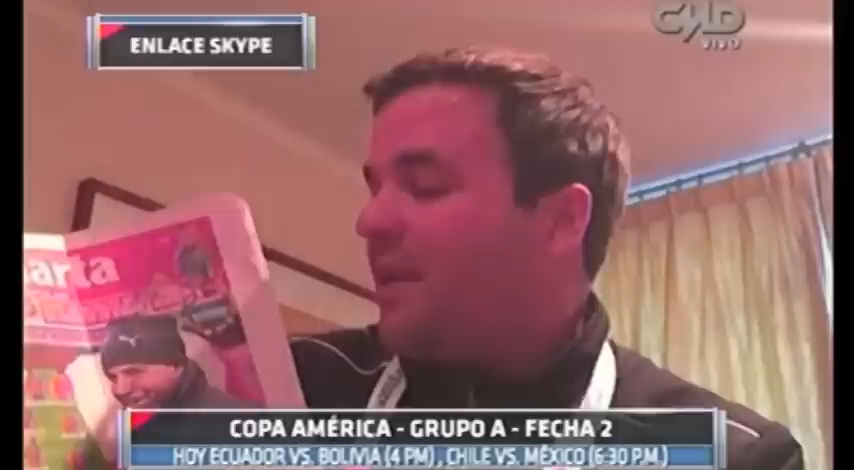 ENLACE SKYPE
CMD
VIVO
arta
COPA AMÉRICA - GRUPO A - FECHA 2
HOY ECUADOR VS. BOLIVIA (4 PM), CHILE VS. MÉXICO (6:30 P.M.)